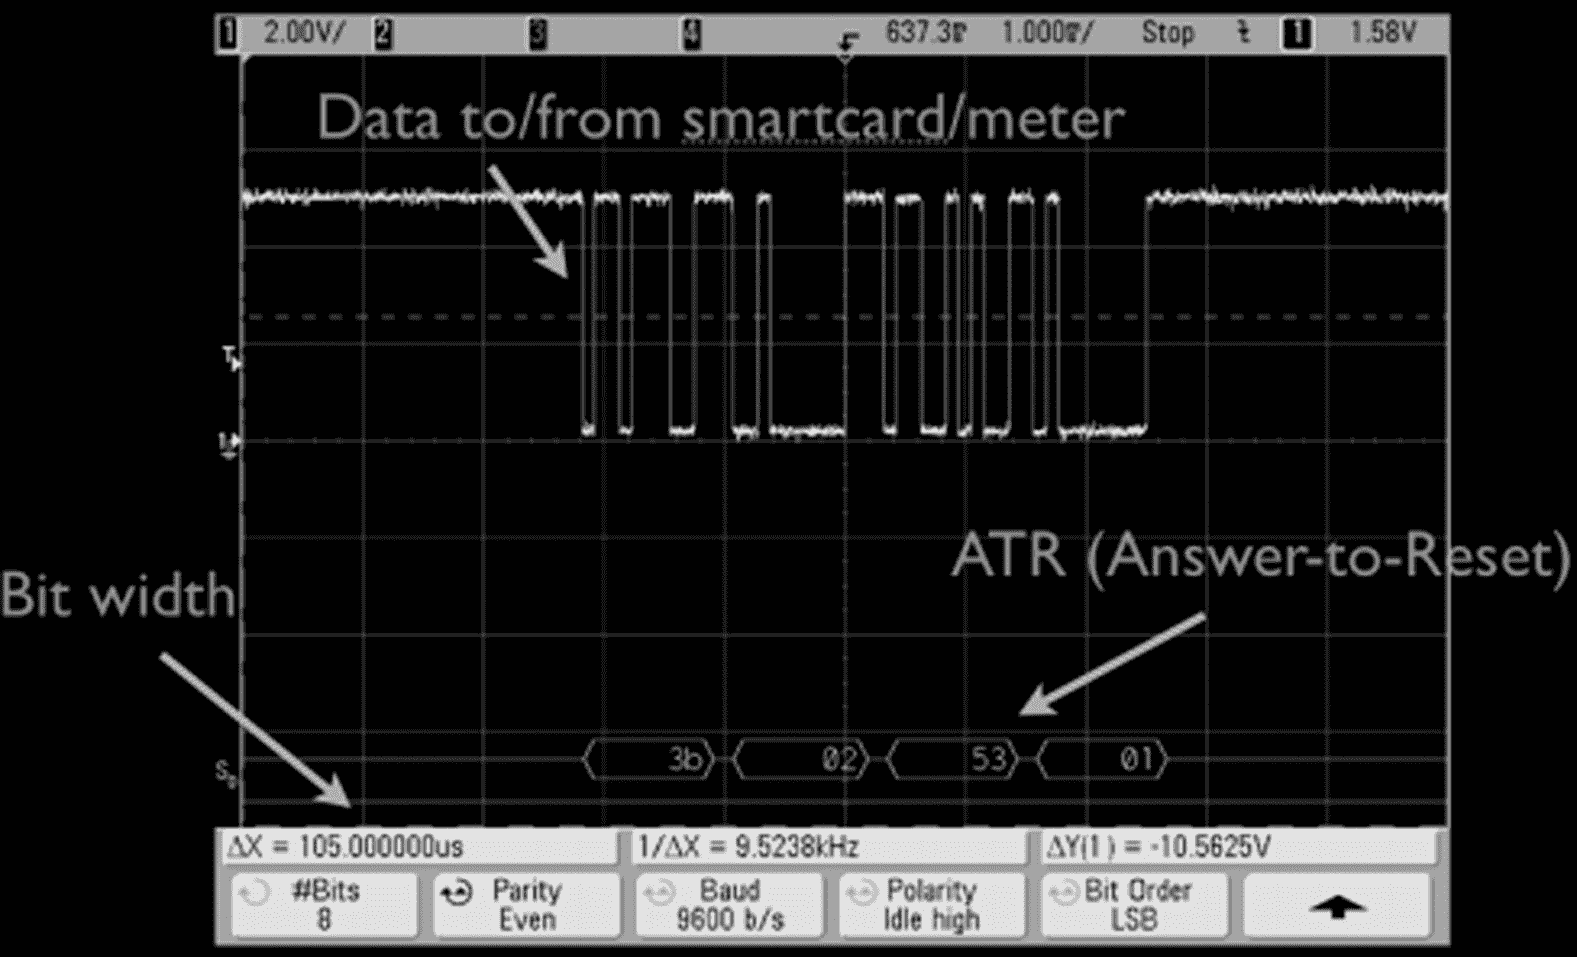 1 2.00V/ 2 3 4 637.3 1.000 / Stop 1 1.58V
Data to/from smartcard/meter
T
ATR (Answer-to-Reset)
Bit width
3b 02 53 01
ΔX = 105.000000us 1/ΔX = 9.5238kHz ΔY(1) = -10.5625V
#Bits Parity Baud Polarity Bit Order
8 Even 9600 b/s Idle high LSB